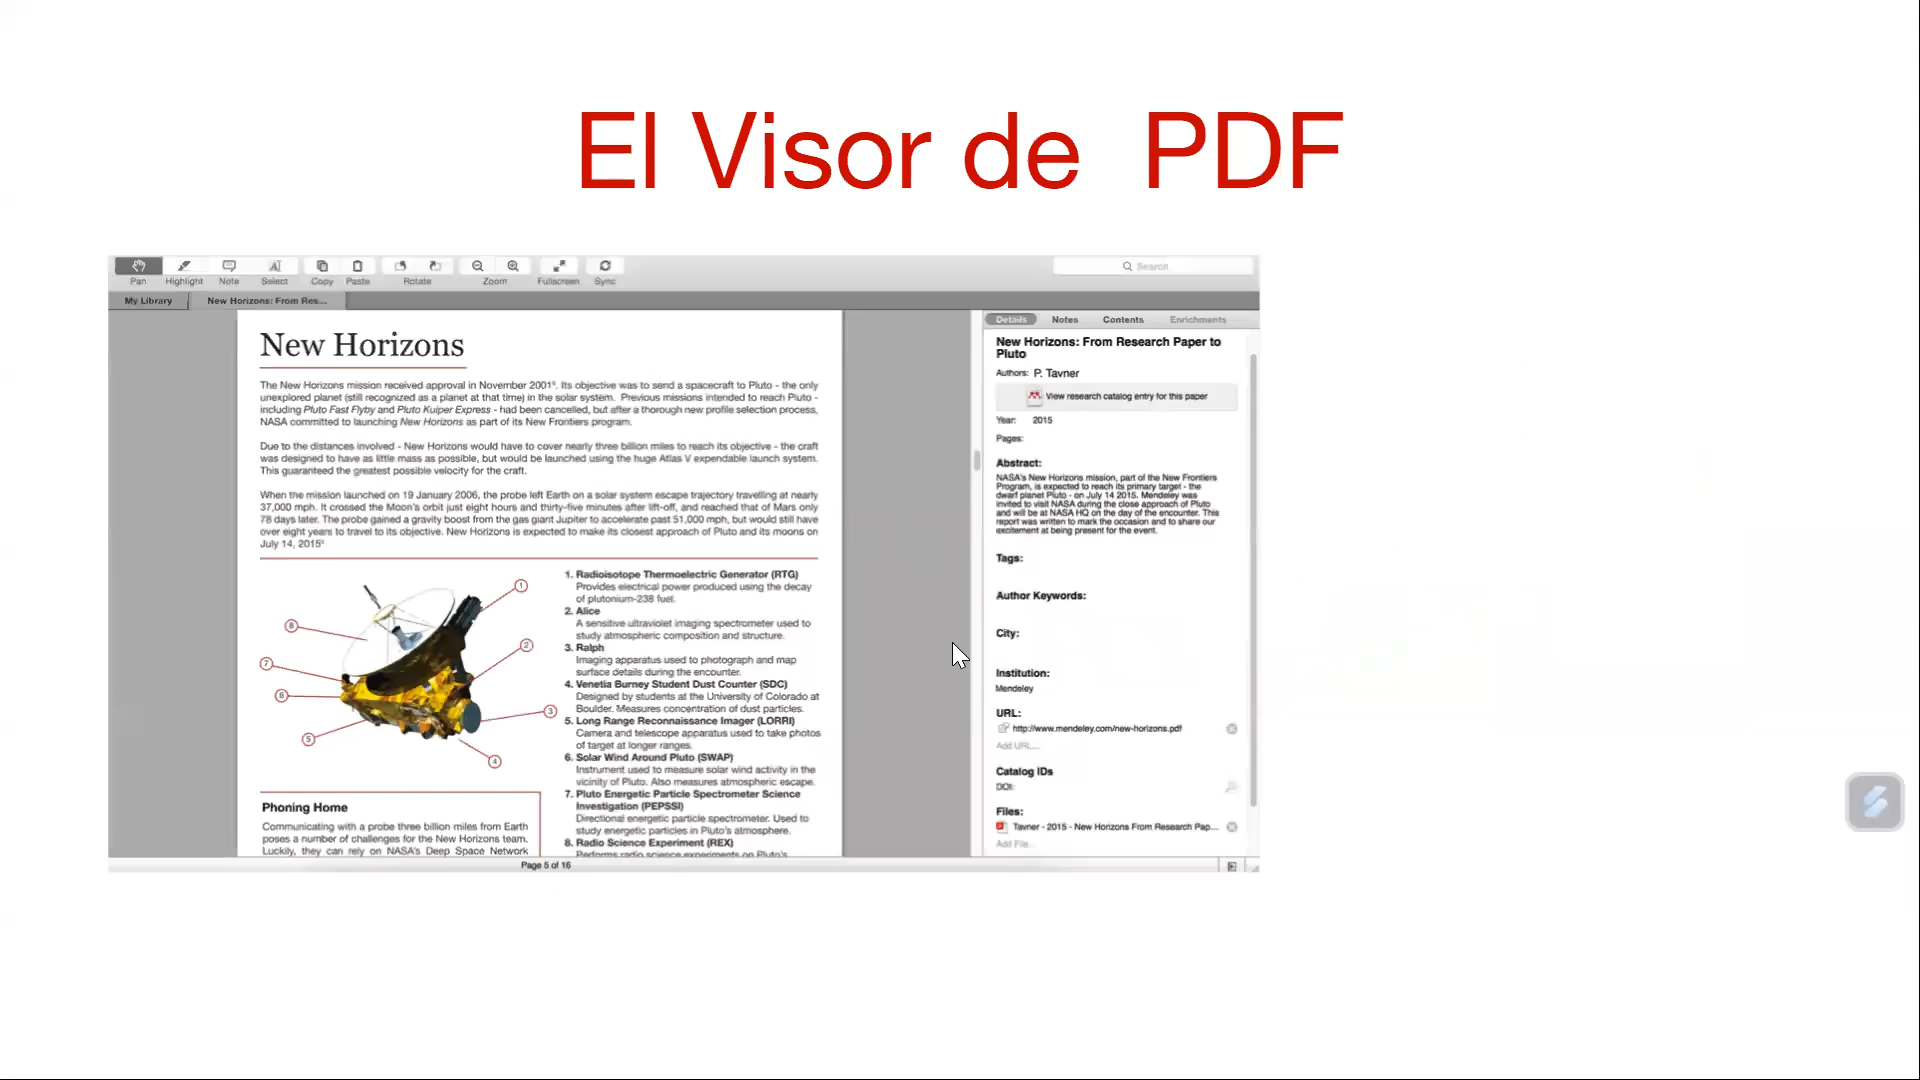 El Visor de PDF
Pan Highlight Note Select Copy Paste Rotate Zoom Fullscreen Sync
Search
My Library New Horizons: From Res...
New Horizons
The New Horizons mission received approval in November 2001⁵. Its objective was to send a spacecraft to Pluto - the only
unexplored planet (still recognized as a planet at that time) in the solar system. Previous missions intended to reach Pluto -
including Pluto Fast Flyby and Pluto Kuiper Express - had been cancelled, but after a thorough new profile selection process,
NASA committed to launching New Horizons as part of its New Frontiers program.
Due to the distances involved - New Horizons would have to cover nearly three billion miles to reach its objective - the craft
was designed to have as little mass as possible, but would be launched using the huge Atlas V expendable launch system.
This guaranteed the greatest possible velocity for the craft.
When the mission launched on 19 January 2006, the probe left Earth on a solar system escape trajectory travelling at nearly
37,000 mph. It crossed the Moon's orbit just eight hours and thirty-five minutes after lift-off, and reached that of Mars only
78 days later. The probe gained a gravity boost from the gas giant Jupiter to accelerate past 51,000 mph, but would still have
over eight years to travel to its objective. New Horizons is expected to make its closest approach of Pluto and its moons on
July 14, 2015
1
2
3
4
5
6
7
8
1. Radioisotope Thermoelectric Generator (RTG)
Provides electrical power produced using the decay
of plutonium-238 fuel.
2. Alice
A sensitive ultraviolet imaging spectrometer used to
study atmospheric composition and structure.
3. Ralph
Imaging apparatus used to photograph and map
surface details during the encounter.
4. Venetia Burney Student Dust Counter (SDC)
Designed by students at the University of Colorado at
Boulder. Measures concentration of dust particles.
5. Long Range Reconnaissance Imager (LORRI)
Camera and telescope apparatus used to take photos
of target at longer ranges.
6. Solar Wind Around Pluto (SWAP)
Instrument used to measure solar wind activity in the
vicinity of Pluto. Also measures atmospheric escape.
7. Pluto Energetic Particle Spectrometer Science
Investigation (PEPSSI)
Directional energetic particle spectrometer. Used to
study energetic particles in Pluto's atmosphere.
8. Radio Science Experiment (REX)
Performs radio science experiments on Pluto's
Phoning Home
Communicating with a probe three billion miles from Earth
poses a number of challenges for the New Horizons team.
Luckily, they can rely on NASA's Deep Space Network
Page 5 of 16
Details Notes Contents Enrichments
New Horizons: From Research Paper to
Pluto
Authors: P. Tavner
View research catalog entry for this paper
Year: 2015
Pages:
Abstract:
NASA's New Horizons mission, part of the New Frontiers
Program, is expected to reach its primary target - the
dwarf planet Pluto - on July 14 2015. Mendeley was
invited to visit NASA during the close approach of Pluto
and will be at NASA HQ on the day of the encounter. This
report was written to mark the occasion and to share our
excitement at being present for the event.
Tags:
Author Keywords:
City:
Institution:
Mendeley
URL:
http://www.mendeley.com/new-horizons.pdf
Add URL...
Catalog IDs
DOI:
Files:
Tavner - 2015 - New Horizons From Research Pap...
Add File...